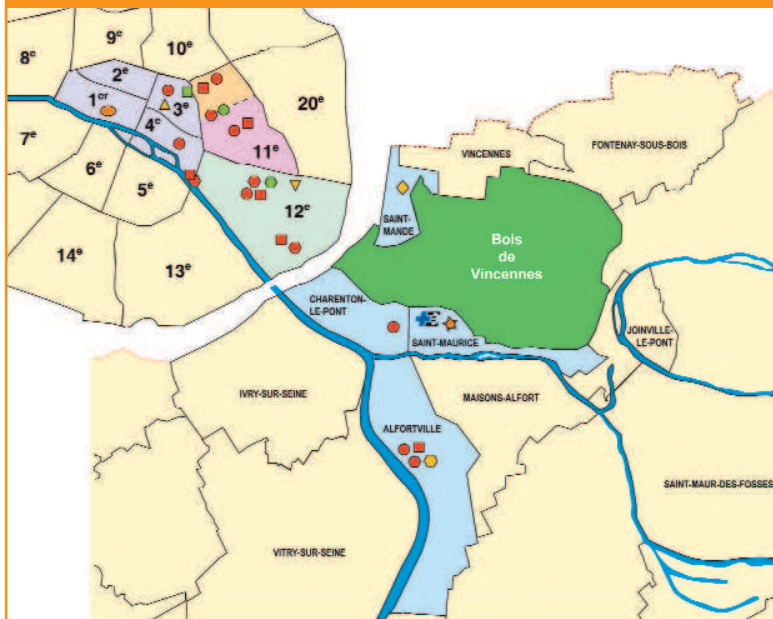 9e
10e
8e
2e
20e
1er
3e
4e
7e
11e
6e
5e
12e
14e
13e
VINCENNES
FONTENAY-SOUS-BOIS
SAINT-
MANDE
Bois
de
Vincennes
CHARENTON-
LE-PONT
SAINT-MAURICE
JOINVILLE-
LE-PONT
IVRY-SUR-SEINE
MAISONS-ALFORT
ALFORTVILLE
SAINT-MAUR-DES-FOSSES
VITRY-SUR-SEINE